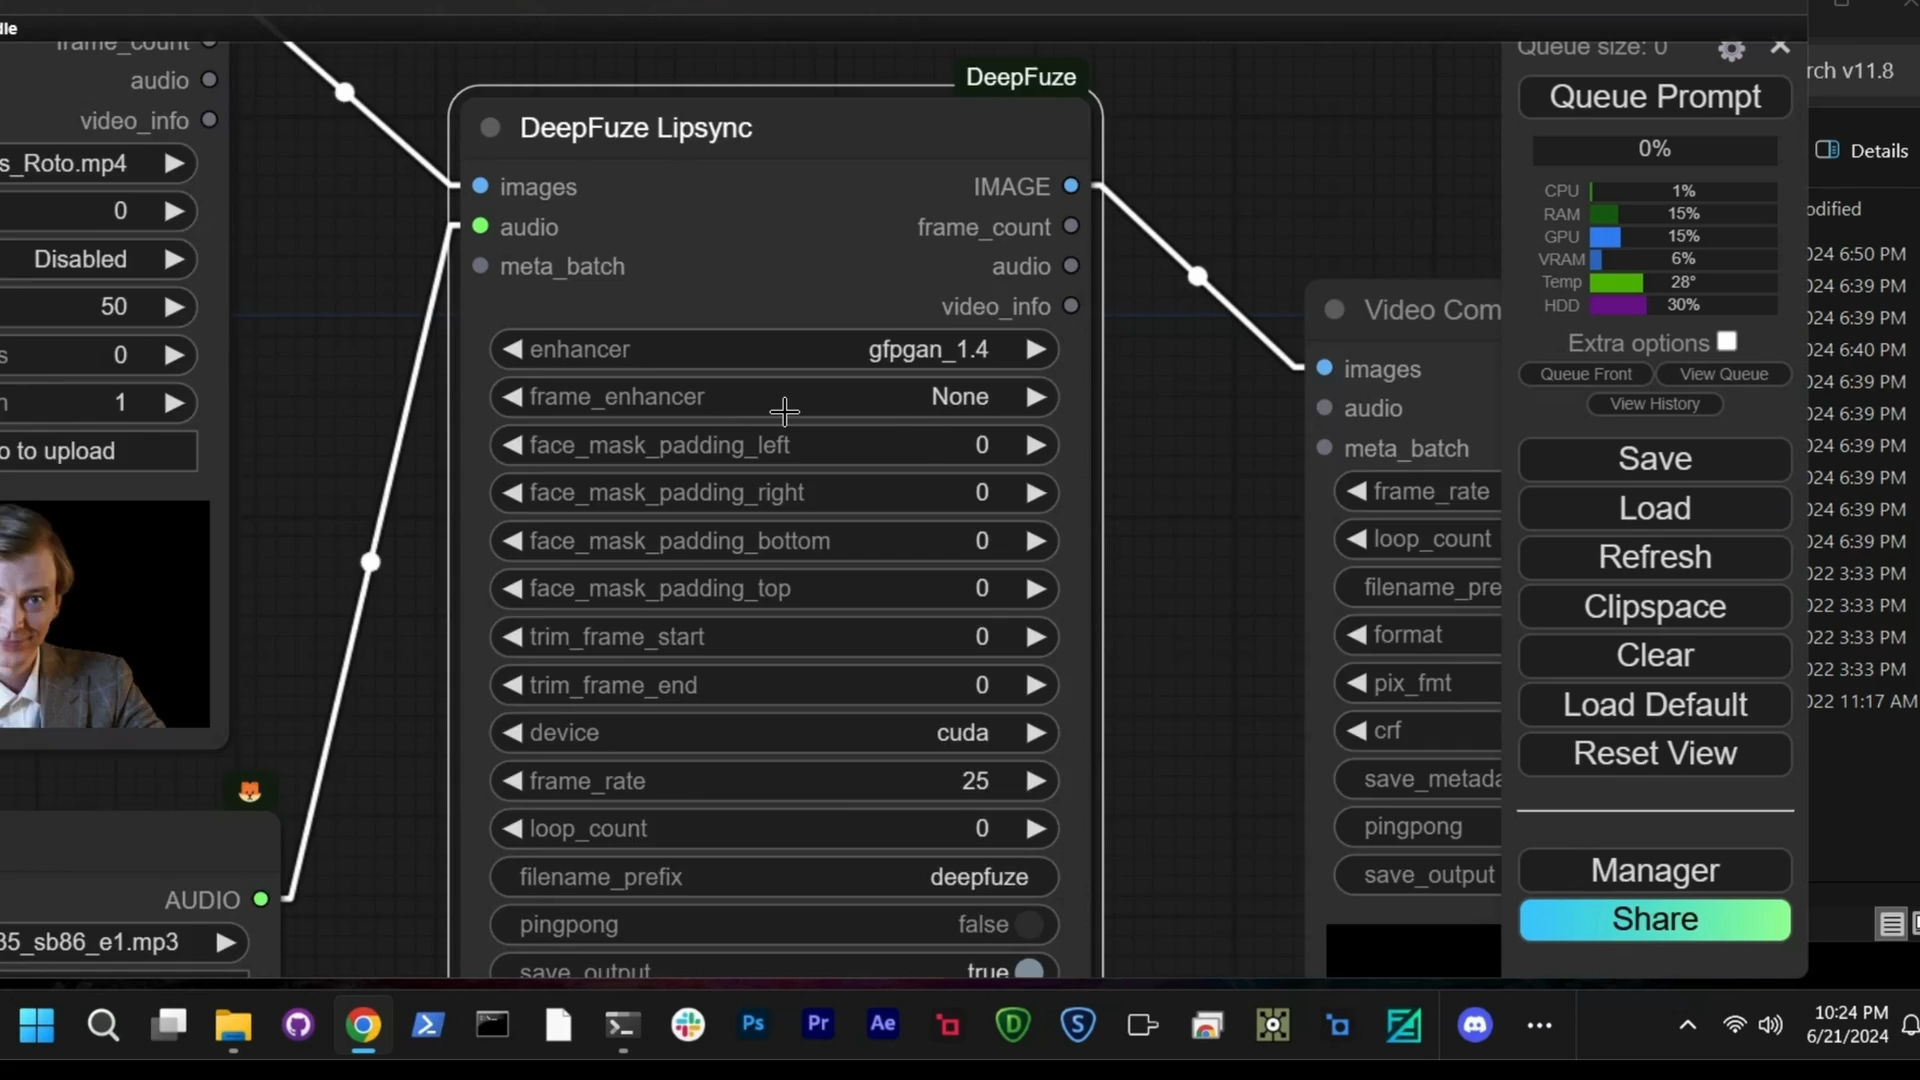 dle
frame_count
audio
video_info
s_Roto.mp4
0
Disabled
50
s 0
n 1
o to upload
AUDIO
35_sb86_e1.mp3
DeepFuze
DeepFuze Lipsync
images IMAGE
audio frame_count
meta_batch audio
video_info
enhancer gfpgan_1.4
frame_enhancer None
face_mask_padding_left 0
face_mask_padding_right 0
face_mask_padding_bottom 0
face_mask_padding_top 0
trim_frame_start 0
trim_frame_end 0
device cuda
frame_rate 25
loop_count 0
filename_prefix deepfuze
pingpong false
save_output true
Video Com
images
audio
meta_batch
frame_rate
loop_count
filename_pre
format
pix_fmt
crf
save_metada
pingpong
save_output
Queue size: 0
Queue Prompt
0%
CPU 1%
RAM 15%
GPU 15%
VRAM 6%
Temp 28°
HDD 30%
Extra options
Queue Front View Queue
View History
Save
Load
Refresh
Clipspace
Clear
Load Default
Reset View
Manager
Share
rch v11.8
Details
odified
024 6:50 PM
024 6:39 PM
024 6:39 PM
024 6:40 PM
024 6:39 PM
024 6:39 PM
024 6:39 PM
024 6:39 PM
024 6:39 PM
024 6:39 PM
022 3:33 PM
022 3:33 PM
022 3:33 PM
022 3:33 PM
022 11:17 AM
Ps Pr Ae
10:24 PM
6/21/2024